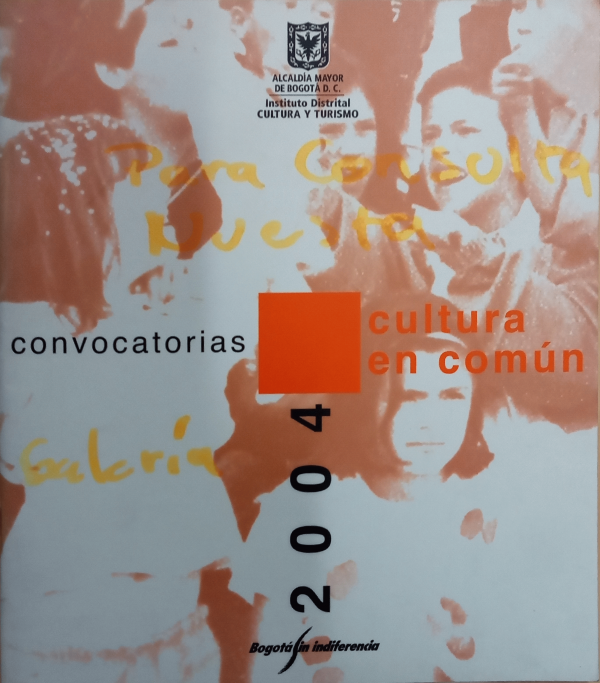 ALCALDÍA MAYOR
DE BOGOTÁ D. C.
Instituto Distrital
CULTURA Y TURISMO
Para Consulta
Nuesta
convocatorias
cultura
en común
Galería
2004
Bogotá sin indiferencia